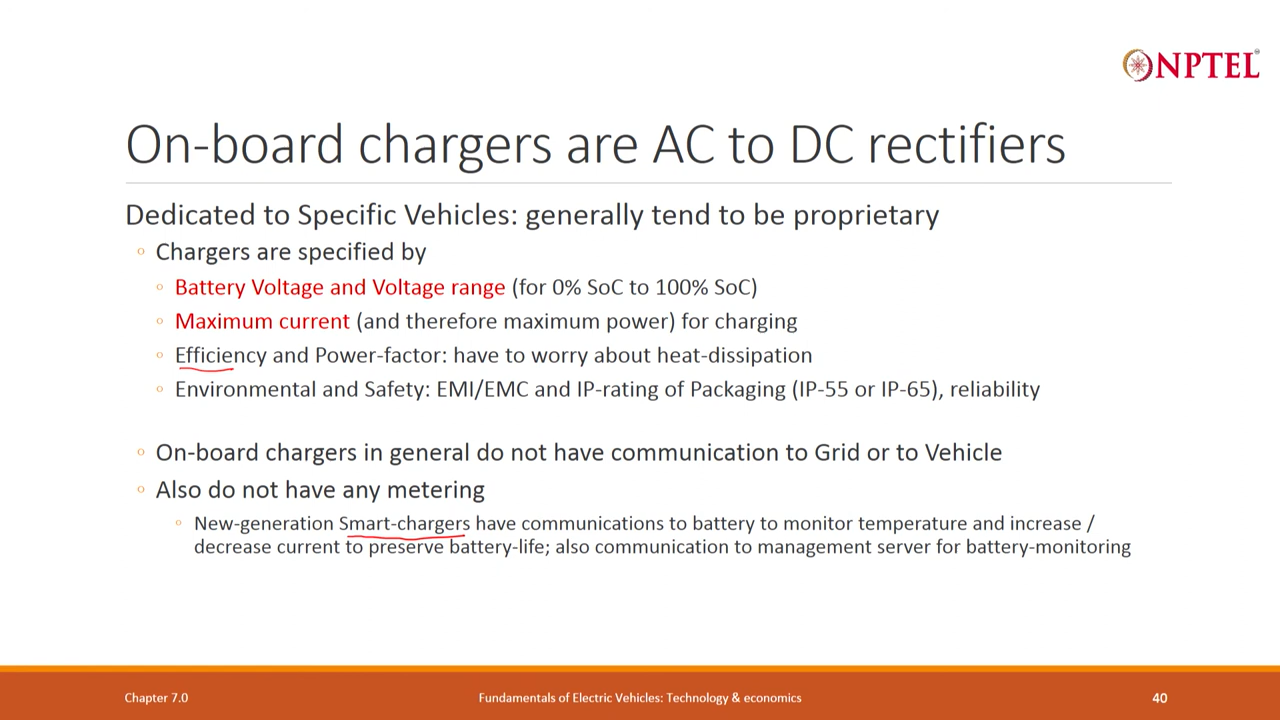 NPTEL
On-board chargers are AC to DC rectifiers
Dedicated to Specific Vehicles: generally tend to be proprietary
◦ Chargers are specified by
◦ Battery Voltage and Voltage range (for 0% SoC to 100% SoC)
◦ Maximum current (and therefore maximum power) for charging
◦ Efficiency and Power-factor: have to worry about heat-dissipation
◦ Environmental and Safety: EMI/EMC and IP-rating of Packaging (IP-55 or IP-65), reliability
◦ On-board chargers in general do not have communication to Grid or to Vehicle
◦ Also do not have any metering
◦ New-generation Smart-chargers have communications to battery to monitor temperature and increase /
decrease current to preserve battery-life; also communication to management server for battery-monitoring
Chapter 7.0 Fundamentals of Electric Vehicles: Technology & economics 40